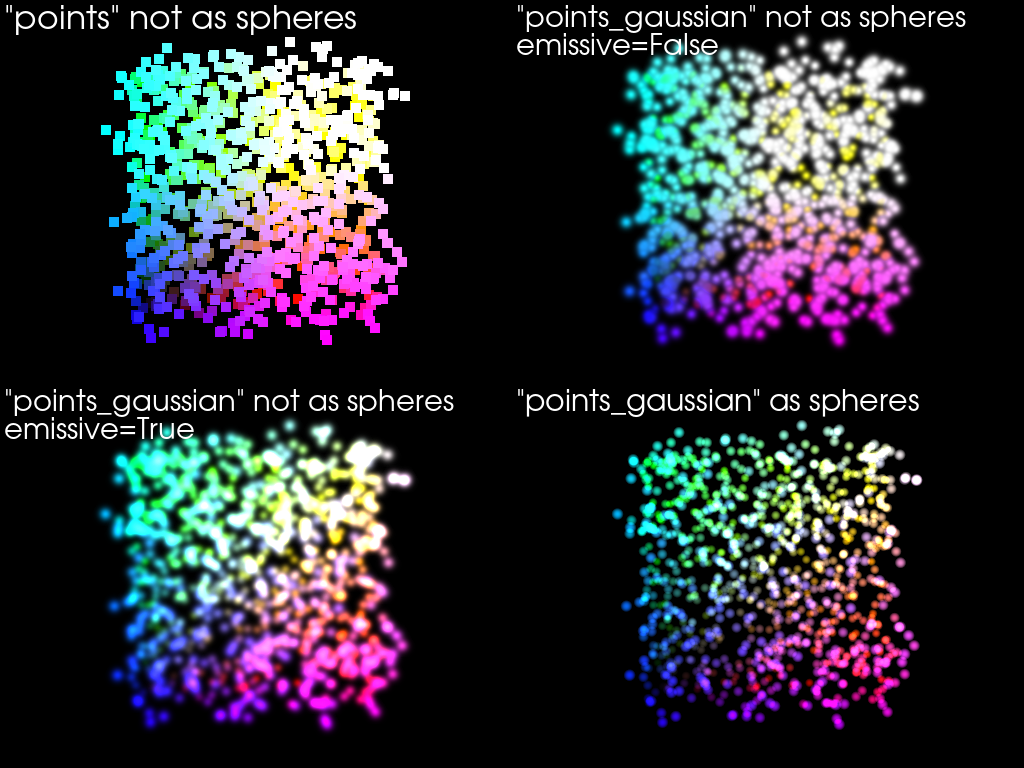 "points" not as spheres
"points_gaussian" not as spheres
emissive=False
"points_gaussian" not as spheres
emissive=True
"points_gaussian" as spheres